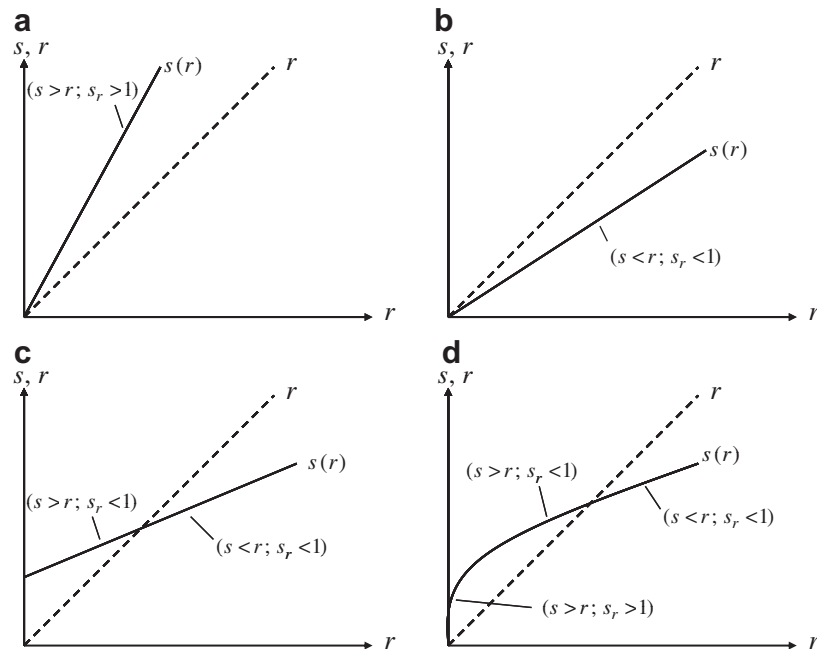 a
s, r
s(r)
r
(s > r; s_r > 1)
r
b
s, r
r
s(r)
(s < r; s_r < 1)
r
c
s, r
r
s(r)
(s > r; s_r < 1)
(s < r; s_r < 1)
r
d
s, r
r
s(r)
(s > r; s_r < 1)
(s < r; s_r < 1)
(s > r; s_r > 1)
r